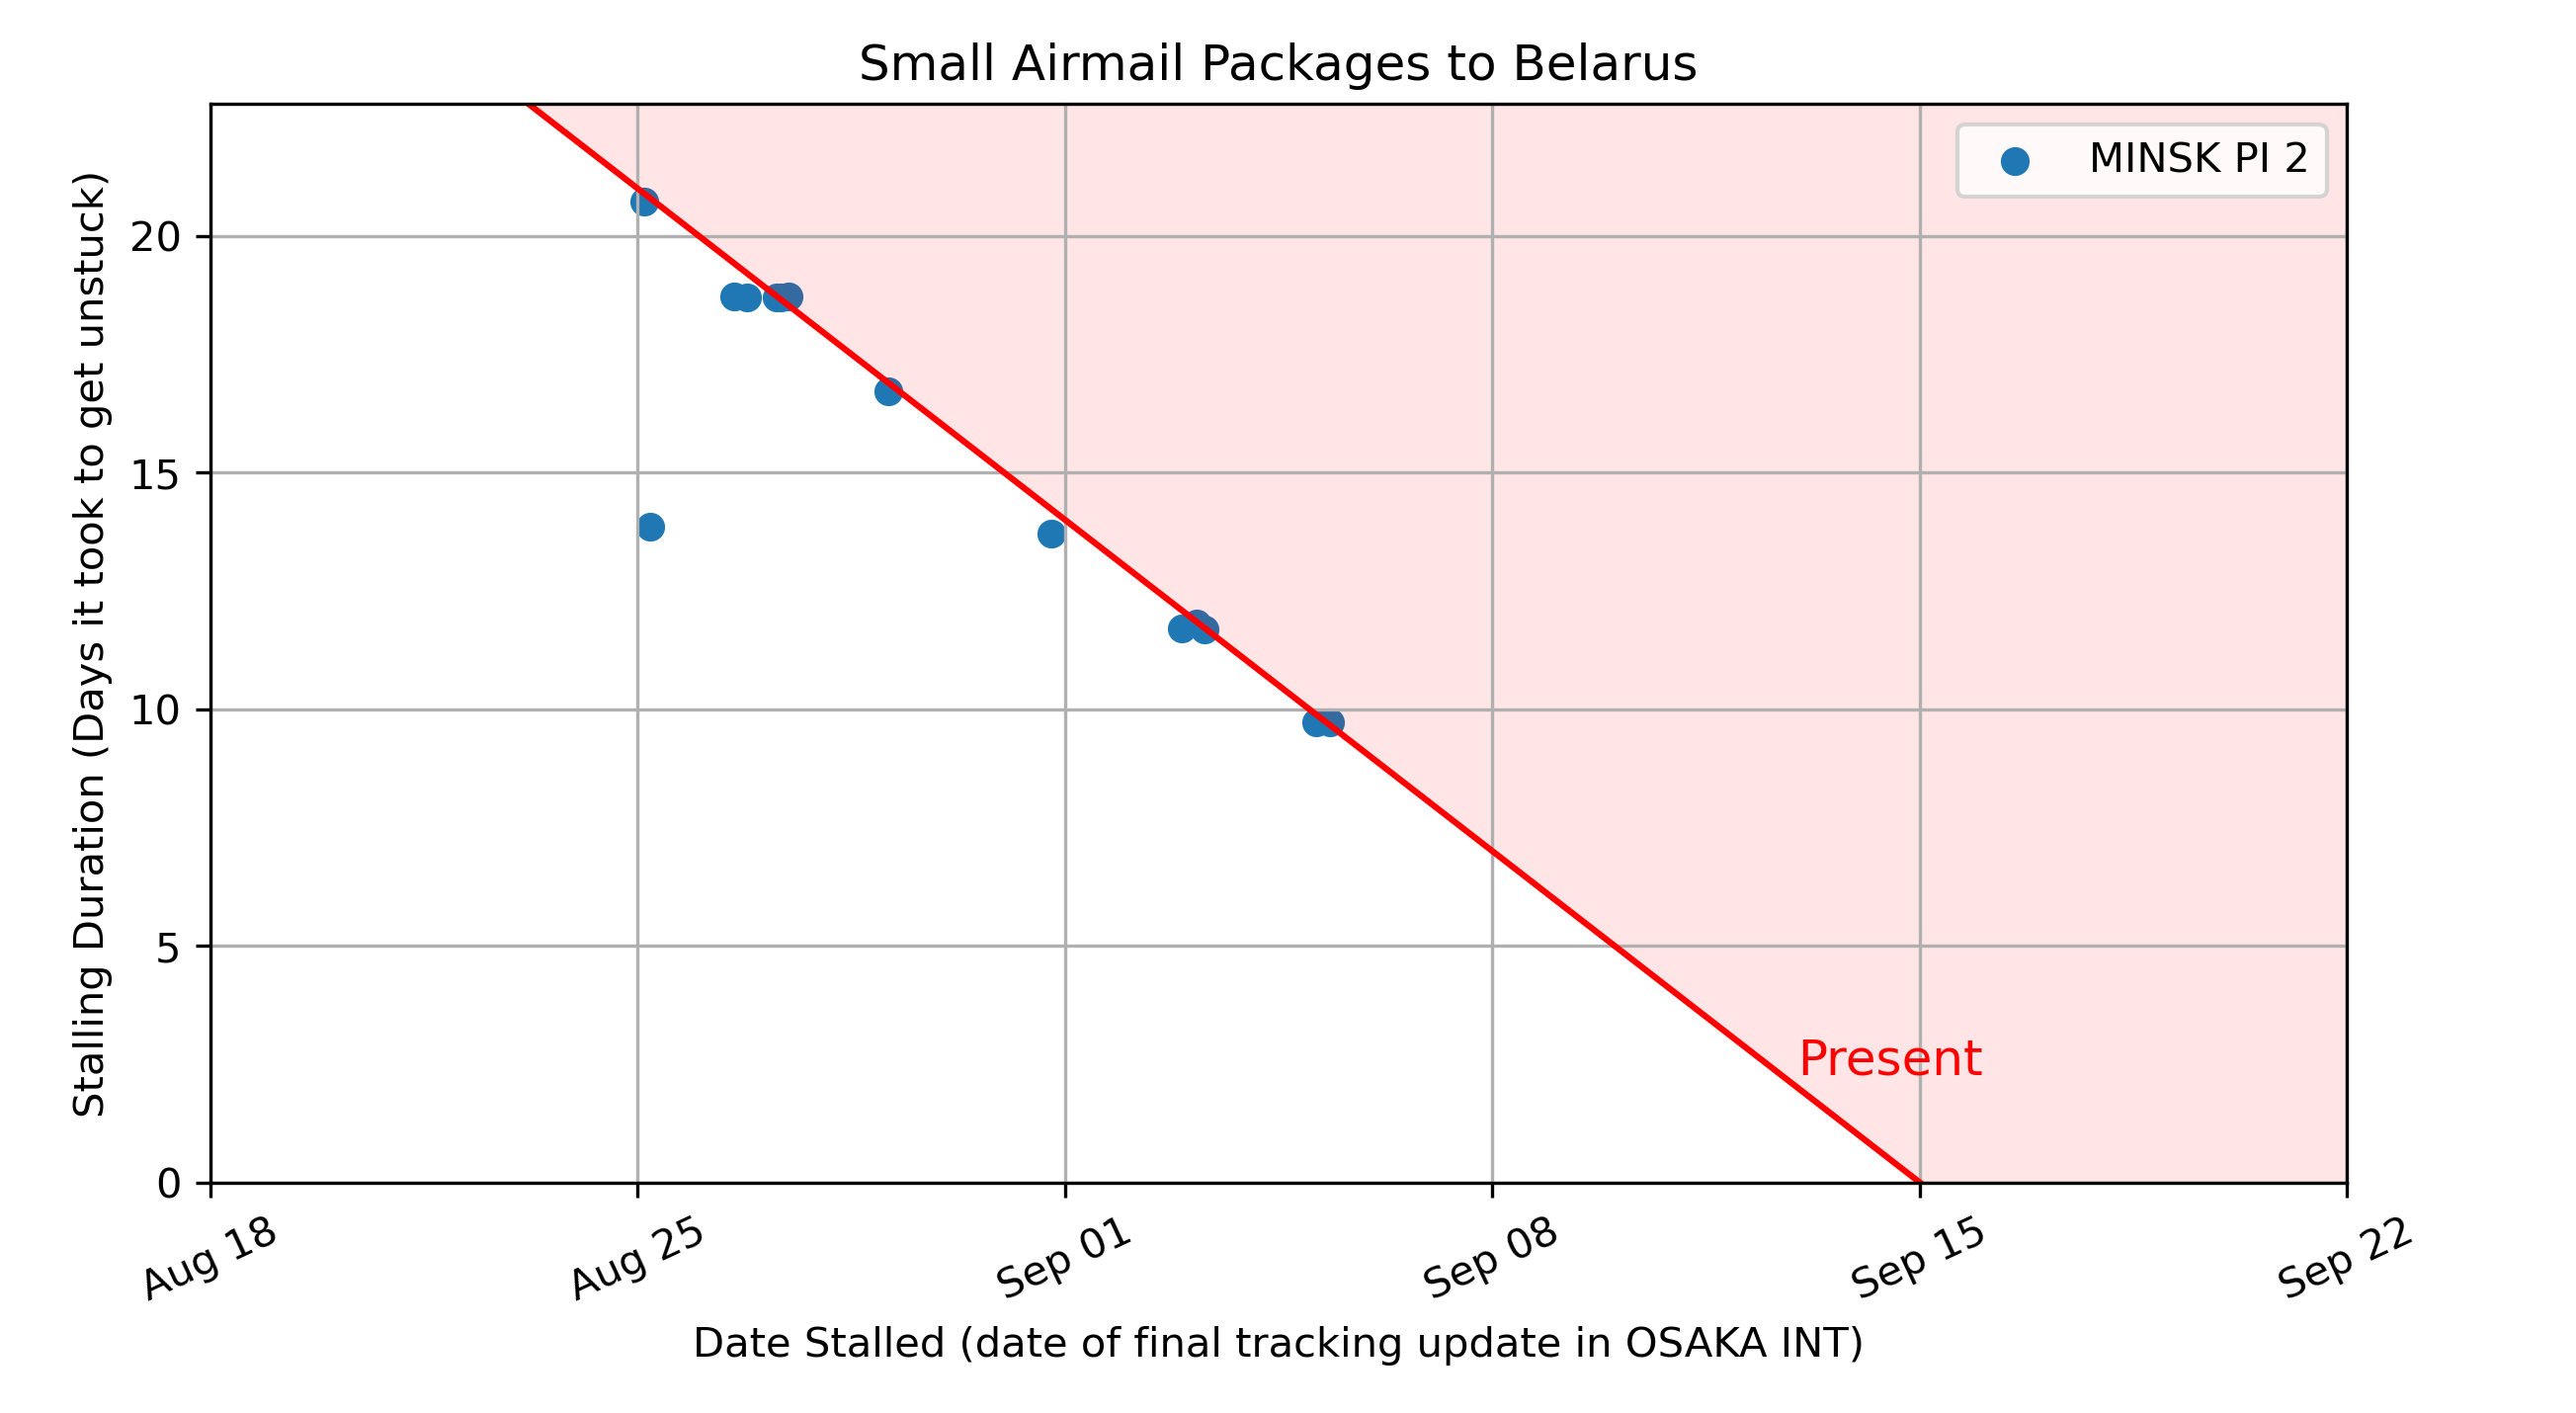 Small Airmail Packages to Belarus
MINSK PI 2
Stalling Duration (Days it took to get unstuck)
20
15
10
5
0
Present
Aug 18
Aug 25
Sep 01
Sep 08
Sep 15
Sep 22
Date Stalled (date of final tracking update in OSAKA INT)